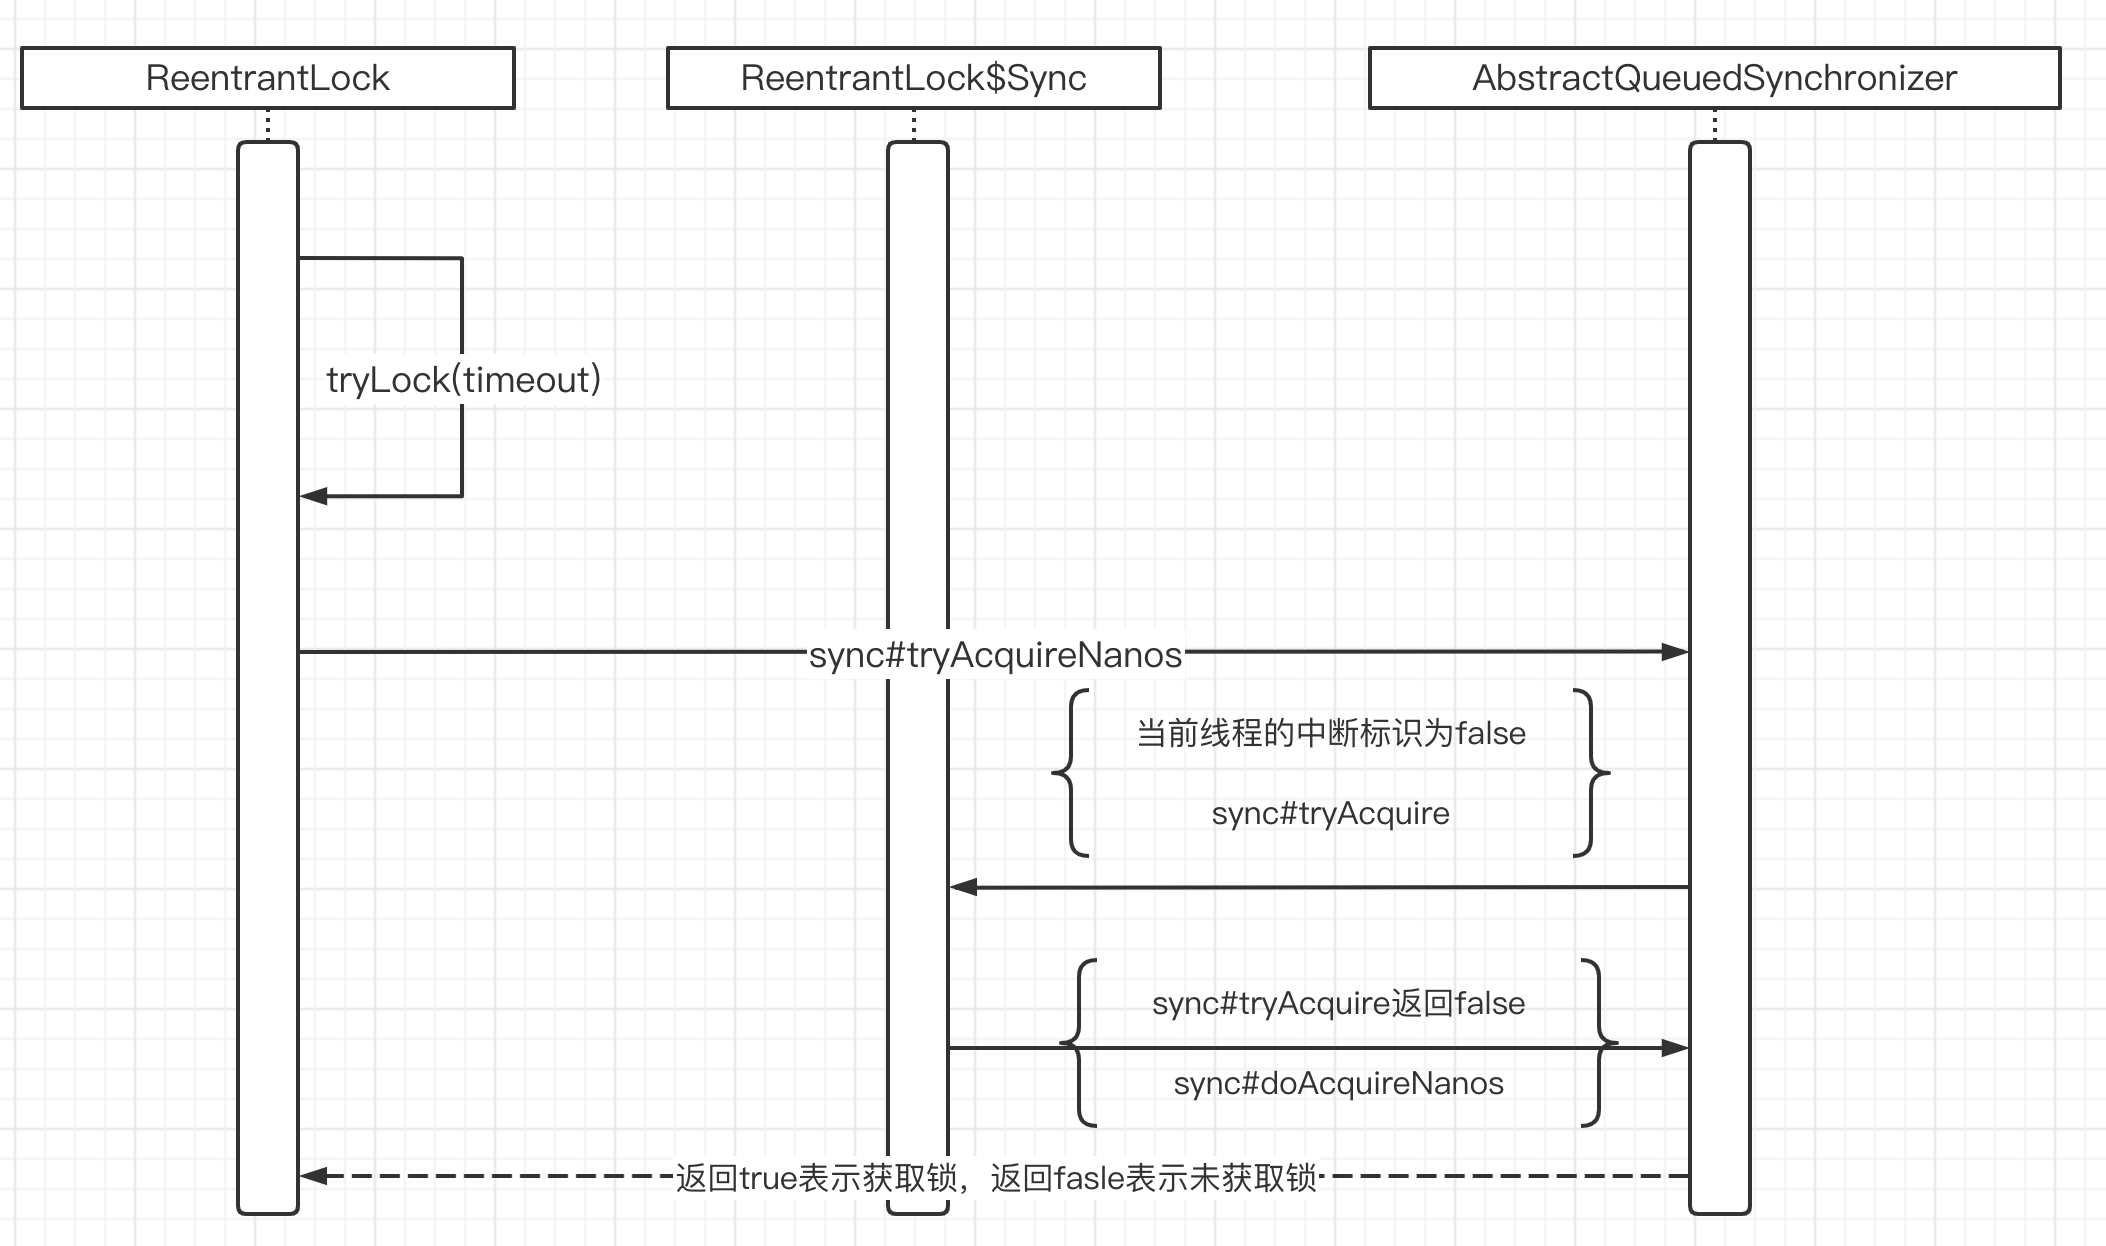 ReentrantLock
ReentrantLock$Sync
AbstractQueuedSynchronizer
tryLock(timeout)
sync#tryAcquireNanos
当前线程的中断标识为false
sync#tryAcquire
sync#tryAcquire返回false
sync#doAcquireNanos
返回true表示获取锁，返回fasle表示未获取锁